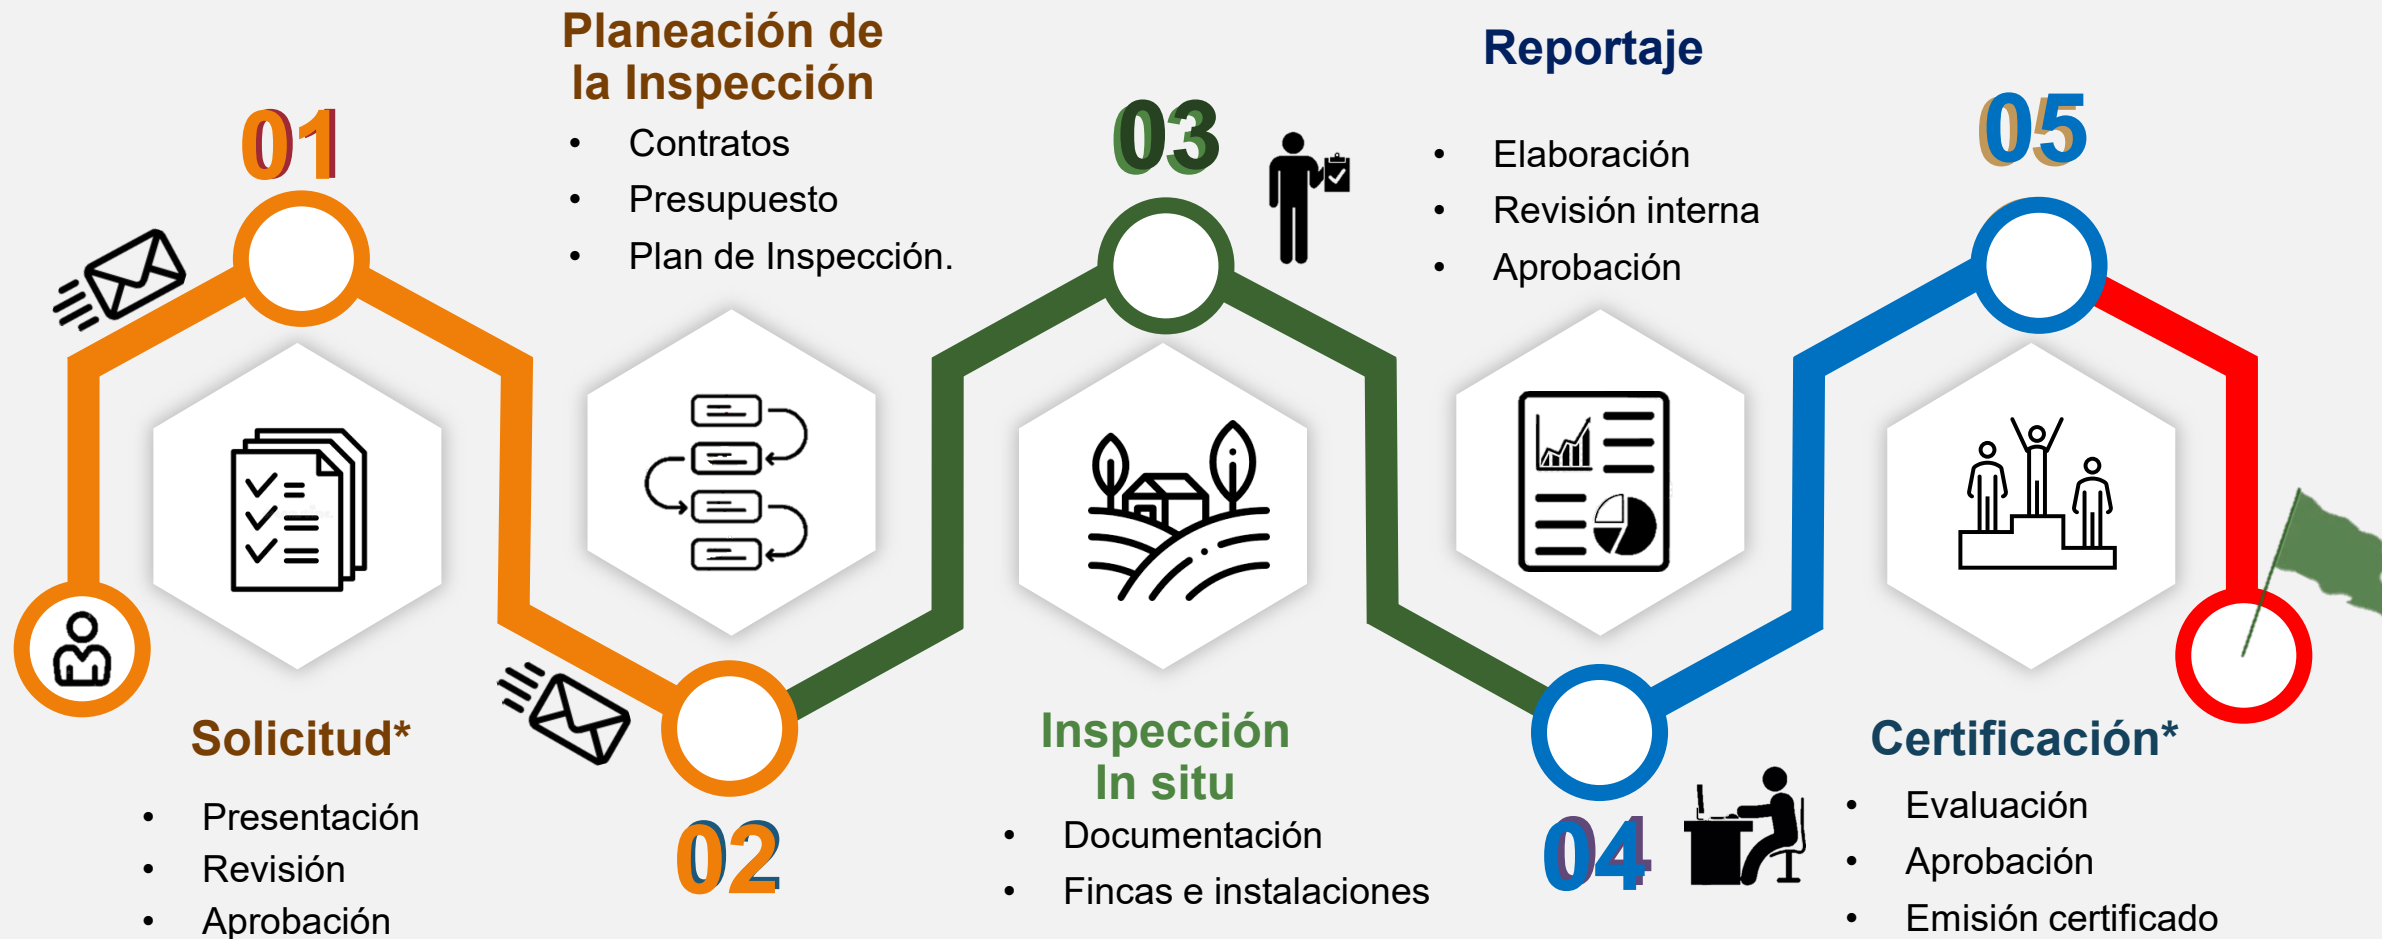 01
Solicitud*
• Presentación
• Revisión
• Aprobación
Planeación de
la Inspección
• Contratos
• Presupuesto
• Plan de Inspección.
02
03
Inspección
In situ
• Documentación
• Fincas e instalaciones
Reportaje
• Elaboración
• Revisión interna
• Aprobación
04
05
Certificación*
• Evaluación
• Aprobación
• Emisión certificado